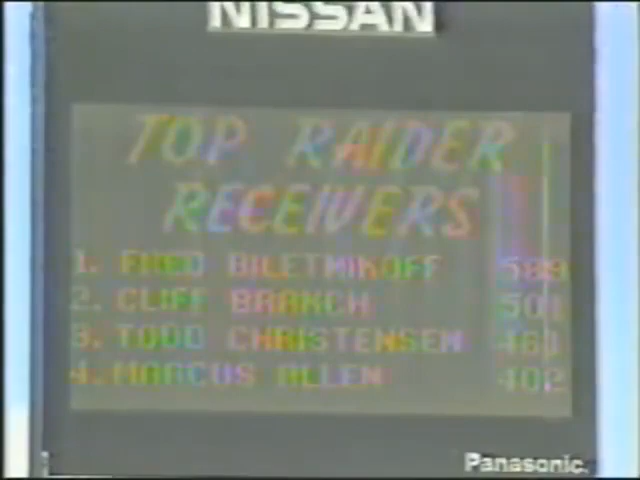 NISSAN
TOP RAIDER
RECEIVERS
1. FRED BILETNIKOFF 589
2. CLIFF BRANCH 501
3. TODD CHRISTENSEN 461
4. MARCUS ALLEN 402
Panasonic.